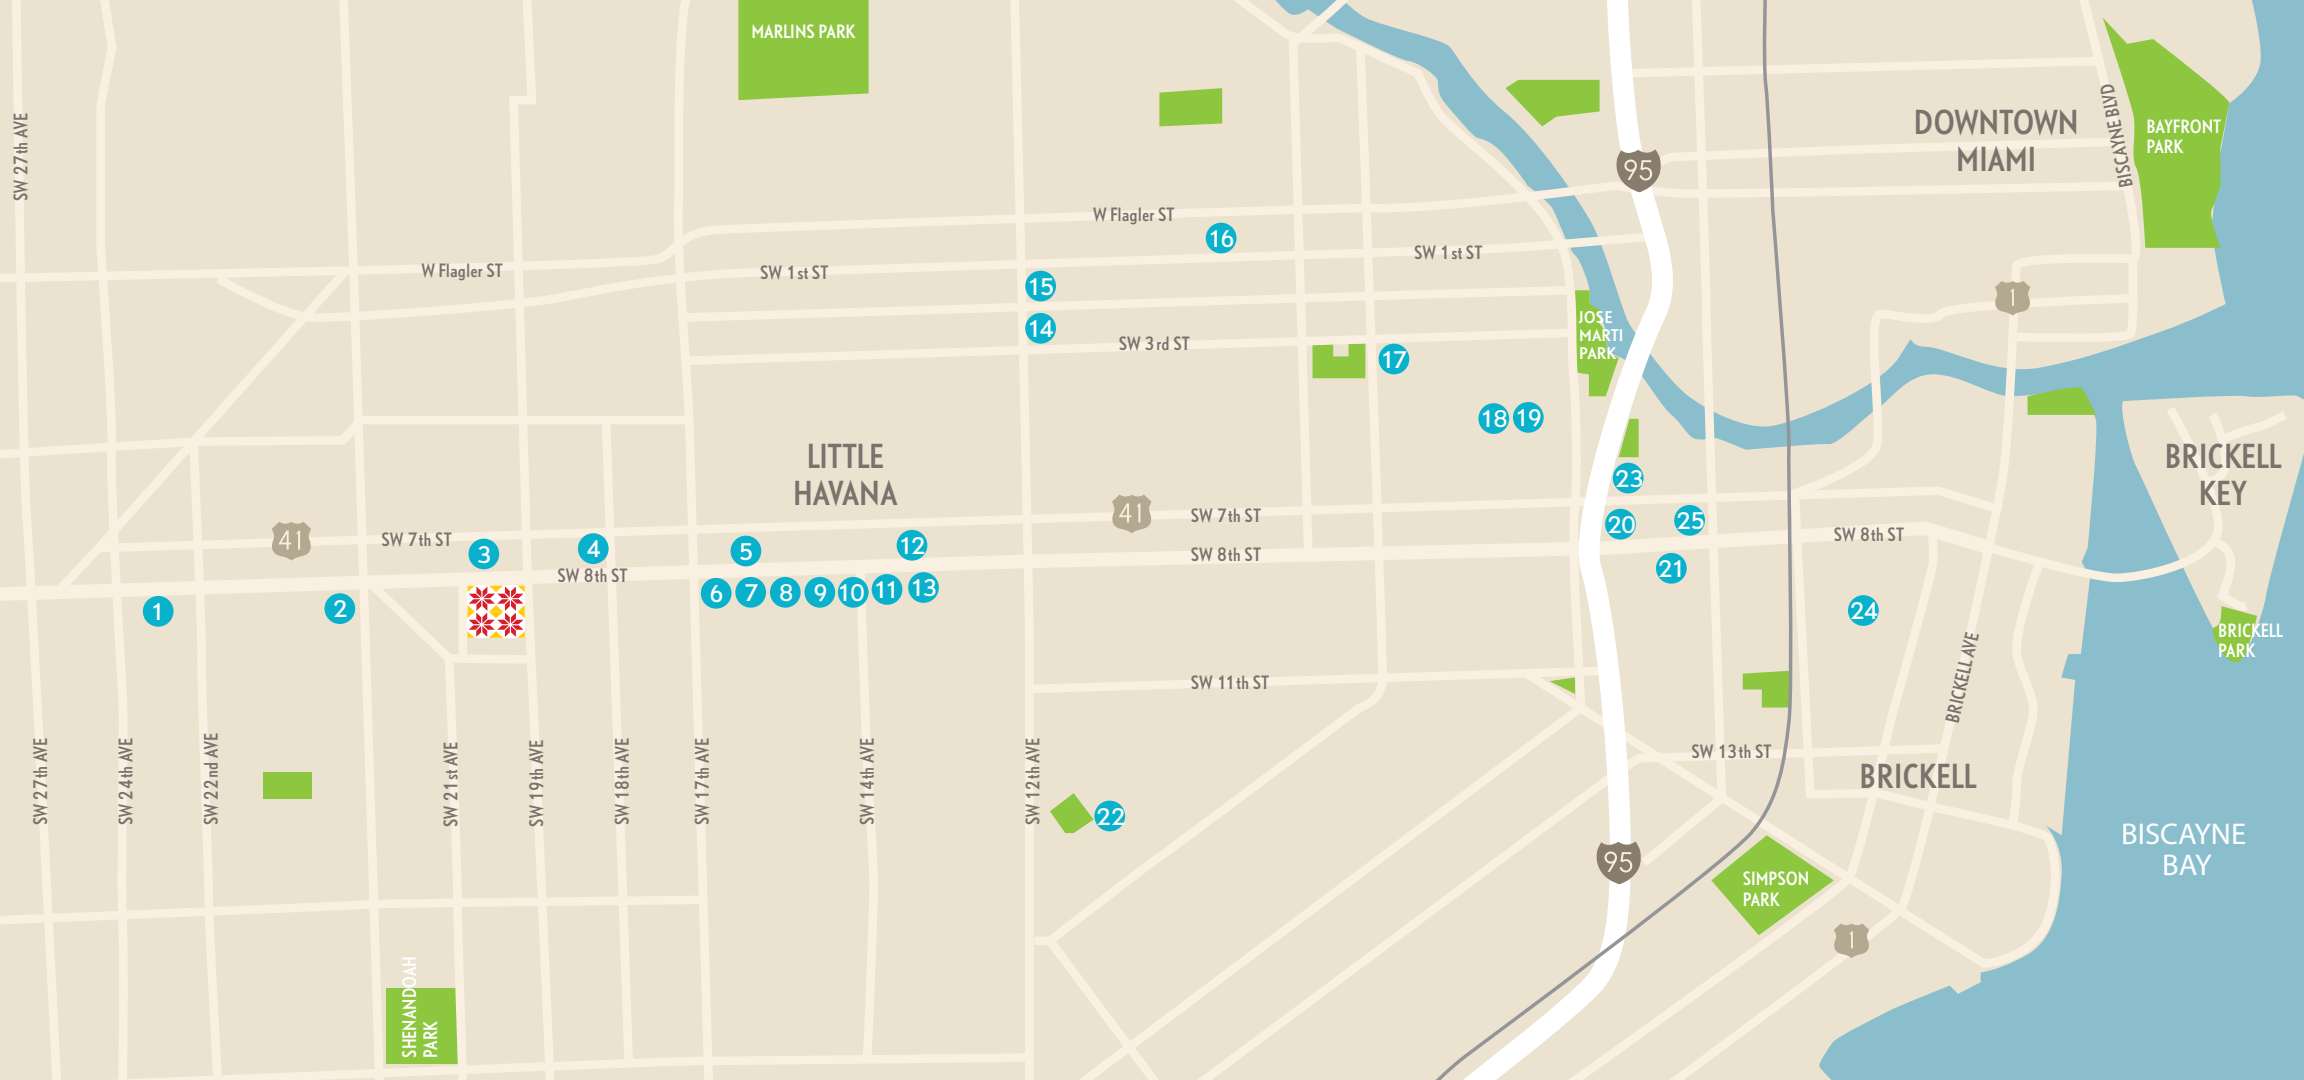 MARLINS PARK
SW 27th AVE
DOWNTOWN
MIAMI
BISCAYNE BLVD
BAYFRONT
PARK
95
W Flagler ST
16
SW 1st ST
W Flagler ST
SW 1st ST
15
1
14
SW 3rd ST
JOSE
MARTI
PARK
17
18
19
LITTLE
HAVANA
BRICKELL
KEY
23
41
SW 7th ST
41
SW 7th ST
20
25
SW 8th ST
3
4
5
12
SW 8th ST
SW 8th ST
21
1
2
6
7
8
9
10
11
13
24
BRICKELL
PARK
BRICKELL AVE
SW 11th ST
SW 13th ST
BRICKELL
SW 27th AVE
SW 24th AVE
SW 22nd AVE
SW 21st AVE
SW 19th AVE
SW 18th AVE
SW 17th AVE
SW 14th AVE
SW 12th AVE
22
BISCAYNE
BAY
95
SIMPSON
PARK
1
SHENANDOAH
PARK